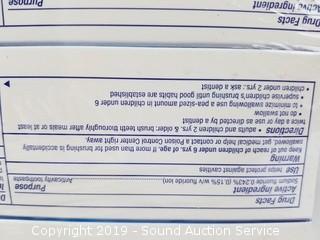 Drug Facts
Active ingredient
Purpose
Sodium fluoride 0.243% (0.15% w/v fluoride ion)
Anticavity toothpaste
Use helps protect against cavities
Warning
Keep out of reach of children under 6 yrs. of age. If more than used for brushing is accidentally
swallowed, get medical help or contact a Poison Control Center right away.
Directions • adults and children 2 yrs. & older: brush teeth thoroughly after meals or at least
twice a day or use as directed by a dentist
• do not swallow
• to minimize swallowing use a pea-sized amount in children under 6
• supervise children's brushing until good habits are established
• children under 2 yrs.: ask a dentist
Drug Facts
Active ingredient
Purpose
Copyright 2019 - Sound Auction Service